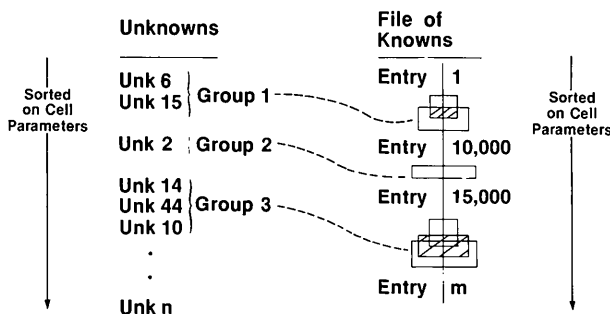 Unknowns
File of
Knowns
Sorted
on Cell
Parameters
Unk 6
Unk 15
Group 1
Unk 2
Group 2
Unk 14
Unk 44
Unk 10
Group 3
.
.
Unk n
Entry 1
Entry 10,000
Entry 15,000
Entry m
Sorted
on Cell
Parameters